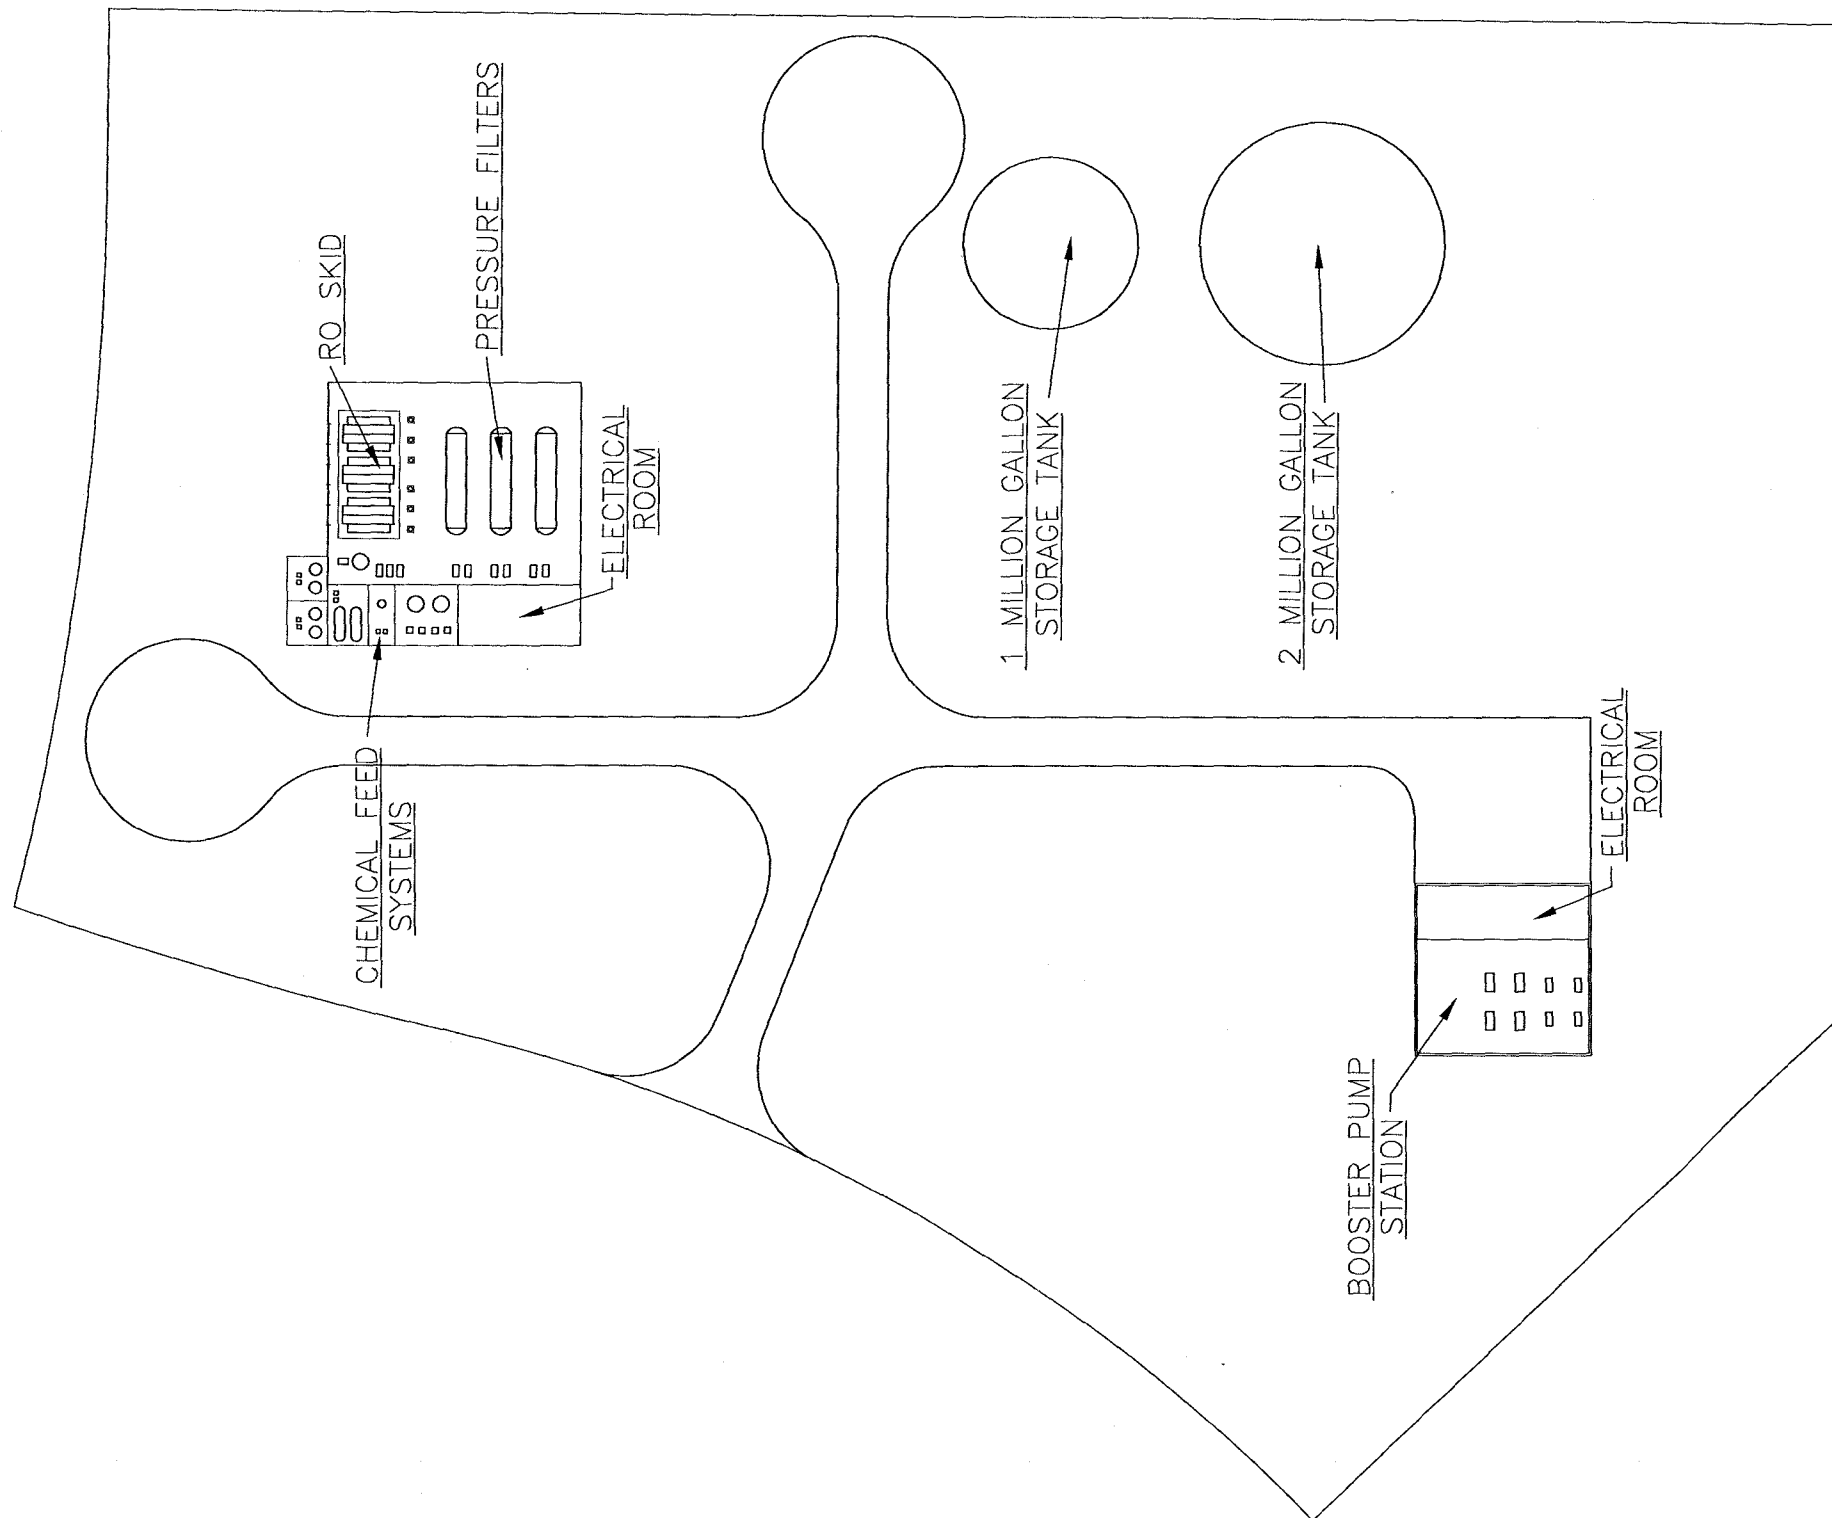 RO SKID
PRESSURE FILTERS
ELECTRICAL
ROOM
CHEMICAL FEED
SYSTEMS
1 MILLION GALLON
STORAGE TANK
2 MILLION GALLON
STORAGE TANK
ELECTRICAL
ROOM
BOOSTER PUMP
STATION